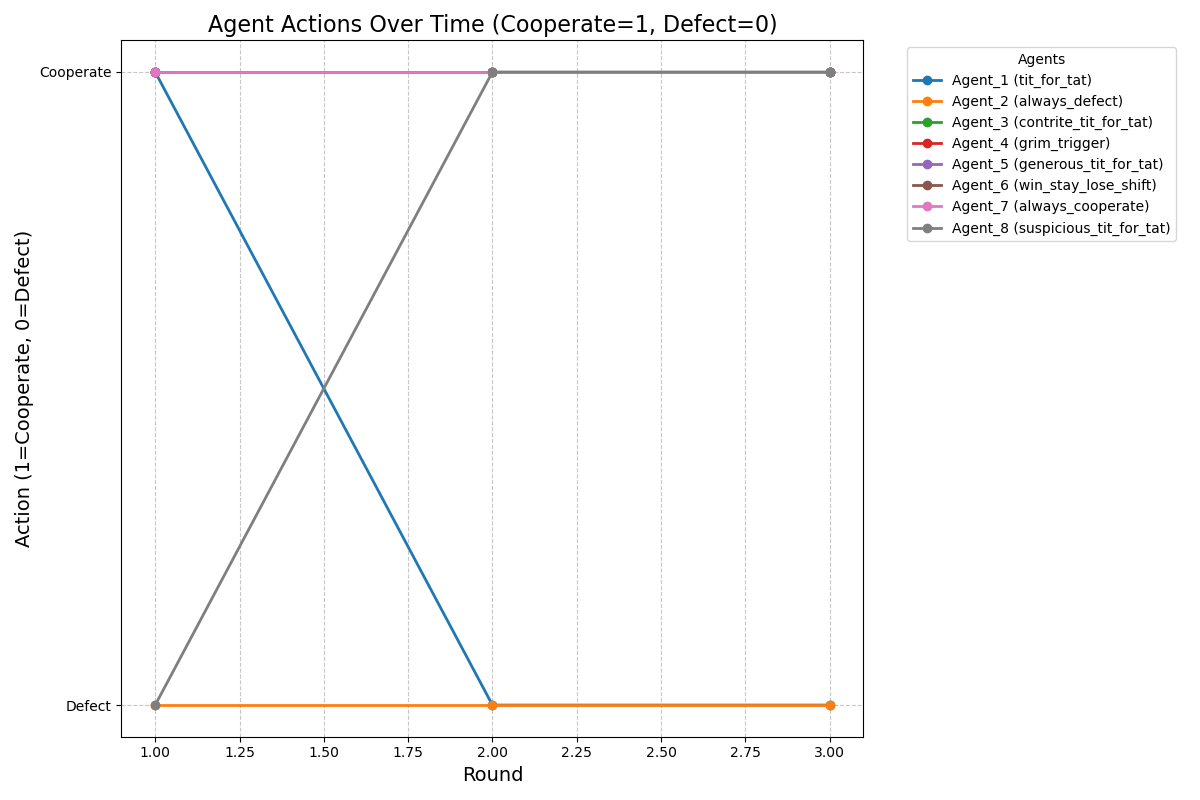 Agent Actions Over Time (Cooperate=1, Defect=0)
Action (1=Cooperate, 0=Defect)
Cooperate
Defect
1.00 1.25 1.50 1.75 2.00 2.25 2.50 2.75 3.00
Round
Agents
Agent_1 (tit_for_tat)
Agent_2 (always_defect)
Agent_3 (contrite_tit_for_tat)
Agent_4 (grim_trigger)
Agent_5 (generous_tit_for_tat)
Agent_6 (win_stay_lose_shift)
Agent_7 (always_cooperate)
Agent_8 (suspicious_tit_for_tat)